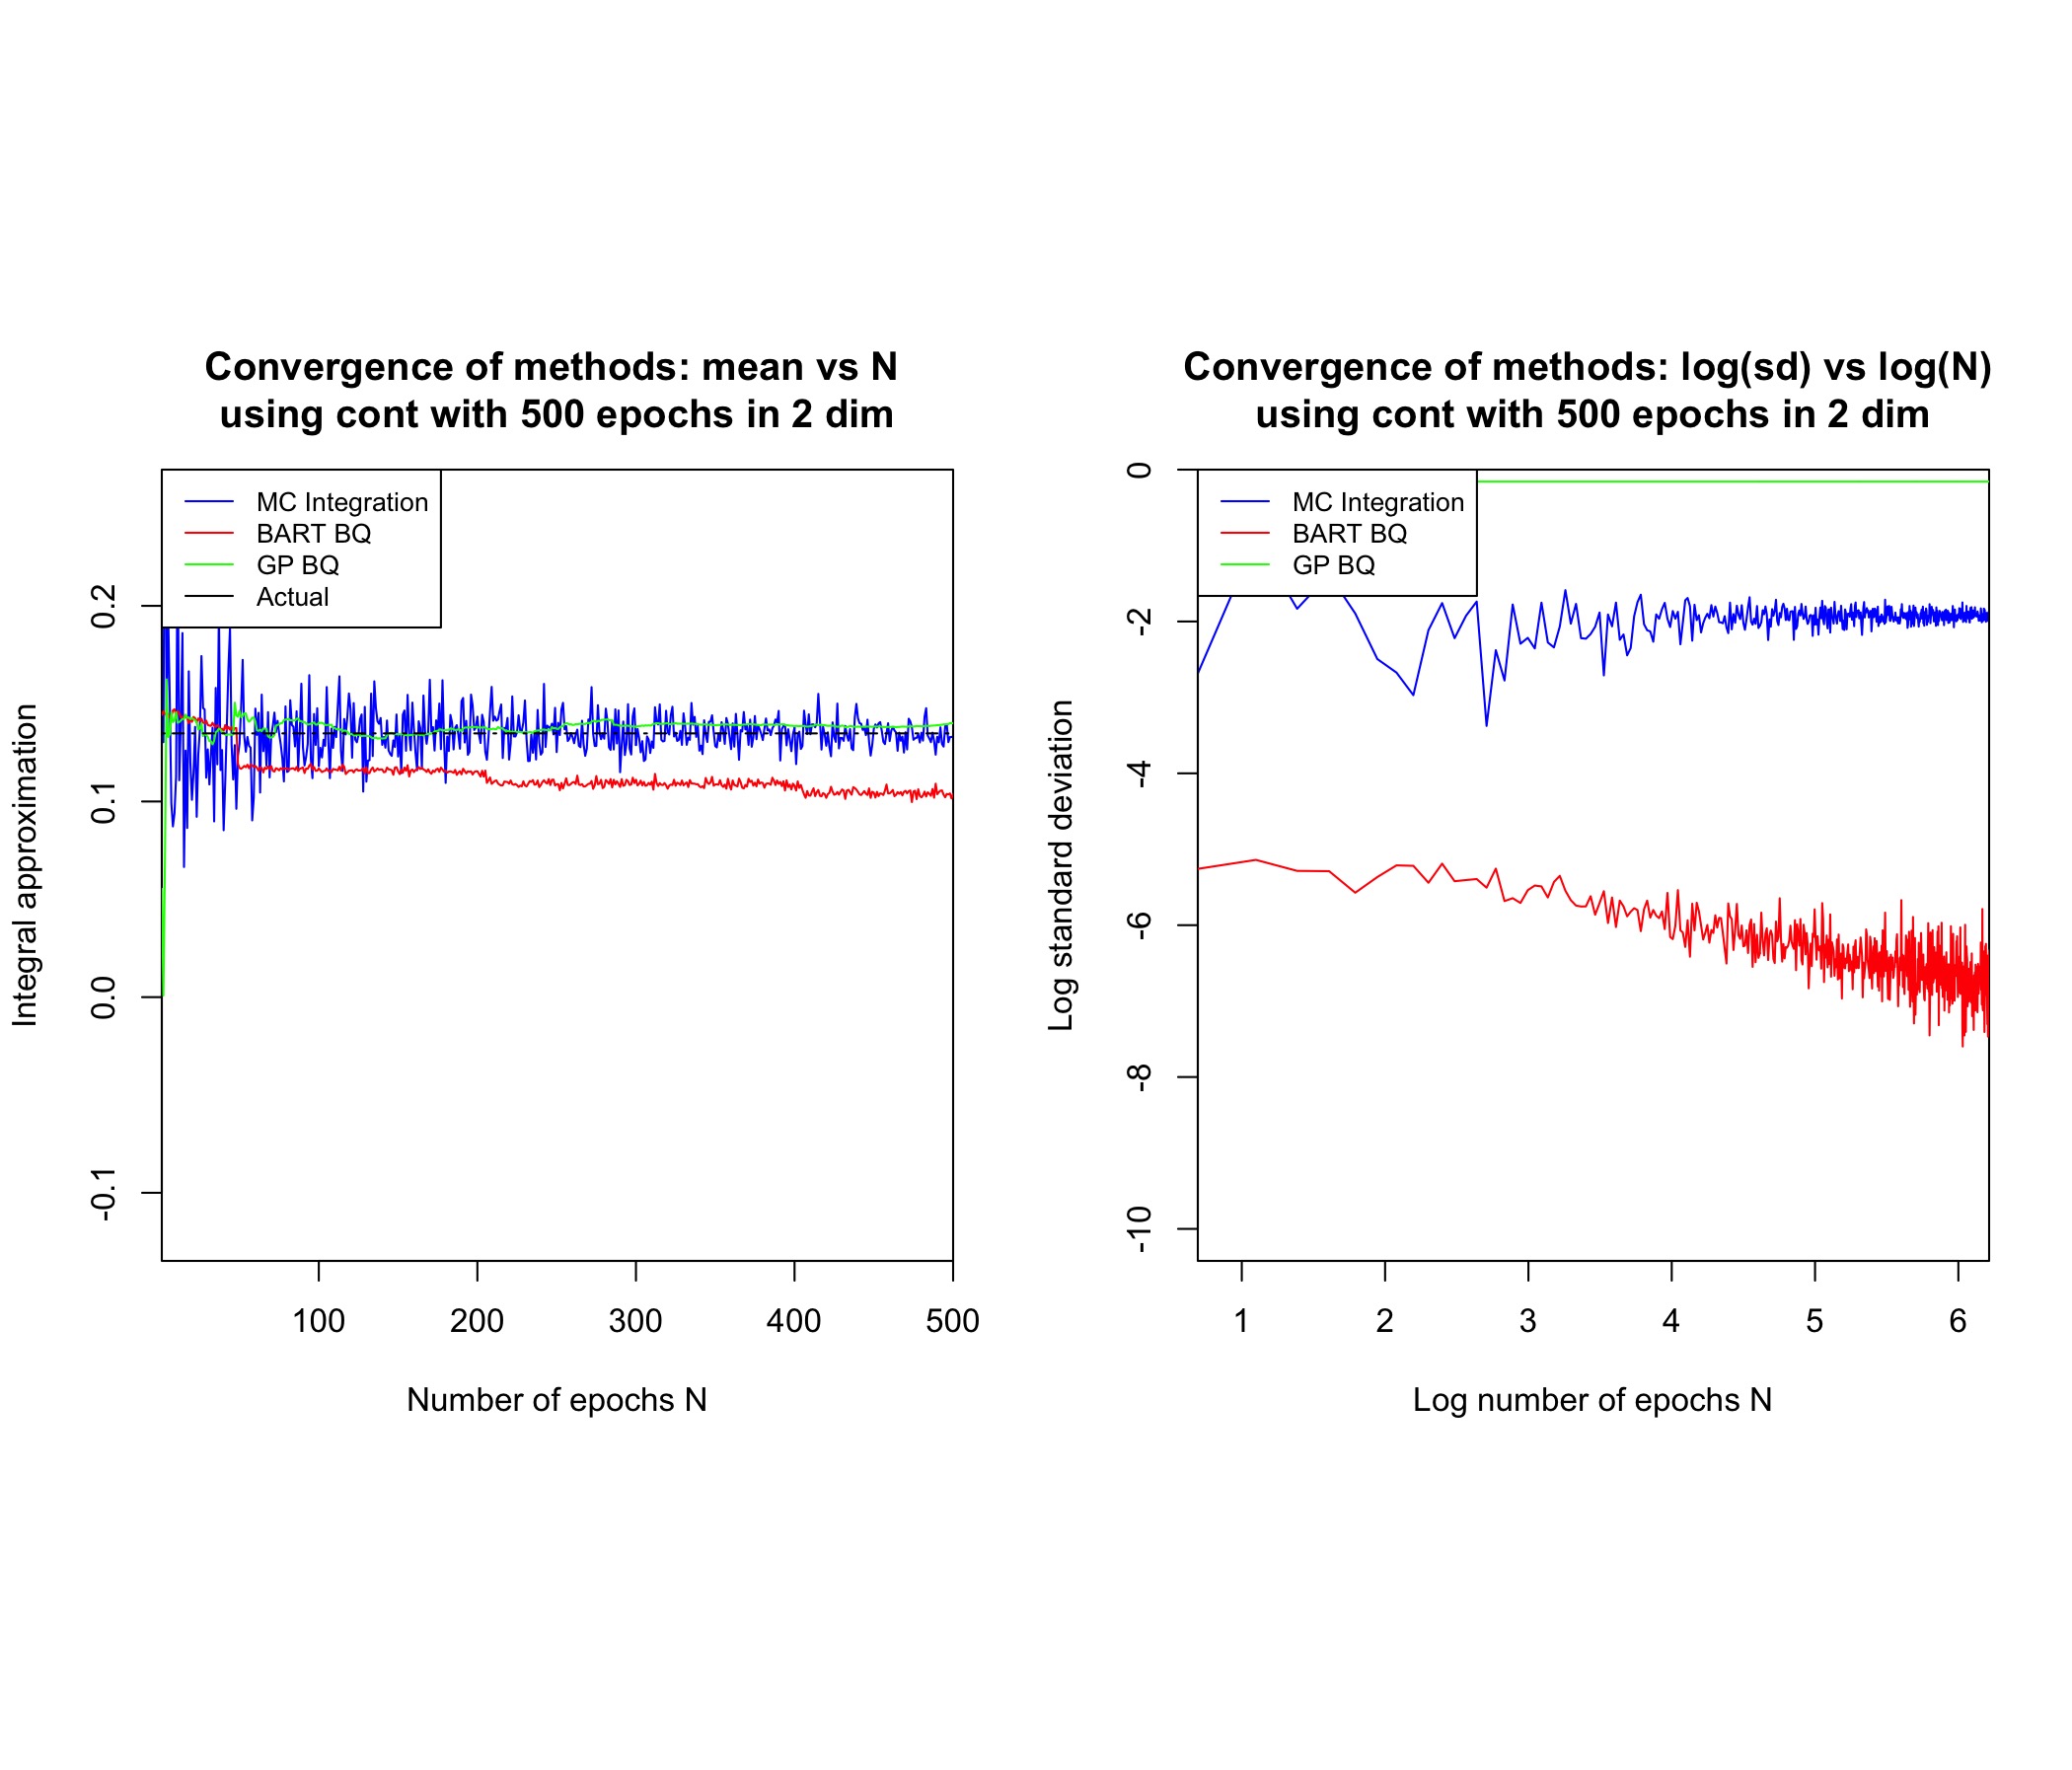 Convergence of methods: mean vs N
using cont with 500 epochs in 2 dim
MC Integration
BART BQ
GP BQ
Actual
Integral approximation
0.2
0.1
0.0
-0.1
100 200 300 400 500
Number of epochs N
Convergence of methods: log(sd) vs log(N)
using cont with 500 epochs in 2 dim
MC Integration
BART BQ
GP BQ
Log standard deviation
0
-2
-4
-6
-8
-10
1 2 3 4 5 6
Log number of epochs N